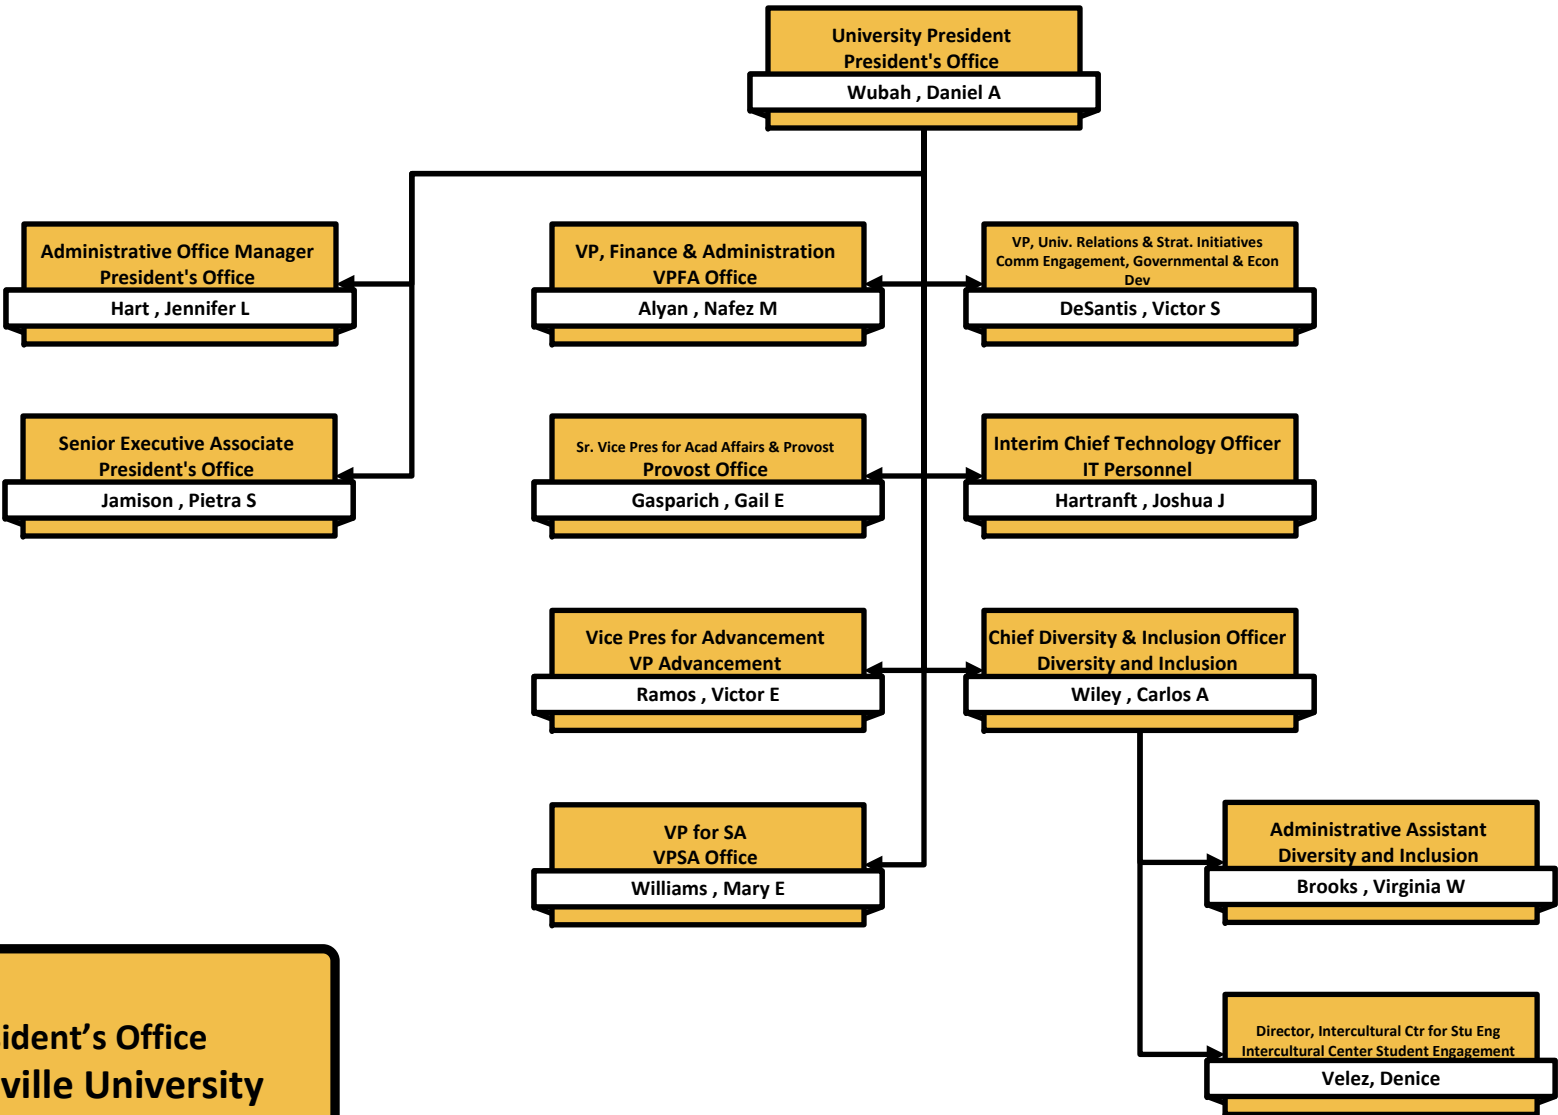 University President
President's Office
Wubah , Daniel A
Administrative Office Manager
President's Office
Hart , Jennifer L
VP, Finance & Administration
VPFA Office
Alyan , Nafez M
VP, Univ. Relations & Strat. Initiatives
Comm Engagement, Governmental & Econ
Dev
DeSantis , Victor S
Senior Executive Associate
President's Office
Jamison , Pietra S
Sr. Vice Pres for Acad Affairs & Provost
Provost Office
Gasparich , Gail E
Interim Chief Technology Officer
IT Personnel
Hartranft , Joshua J
Vice Pres for Advancement
VP Advancement
Ramos , Victor E
Chief Diversity & Inclusion Officer
Diversity and Inclusion
Wiley , Carlos A
VP for SA
VPSA Office
Williams , Mary E
Administrative Assistant
Diversity and Inclusion
Brooks , Virginia W
Director, Intercultural Ctr for Stu Eng
Intercultural Center Student Engagement
Velez, Denice
ident’s Office
ville University